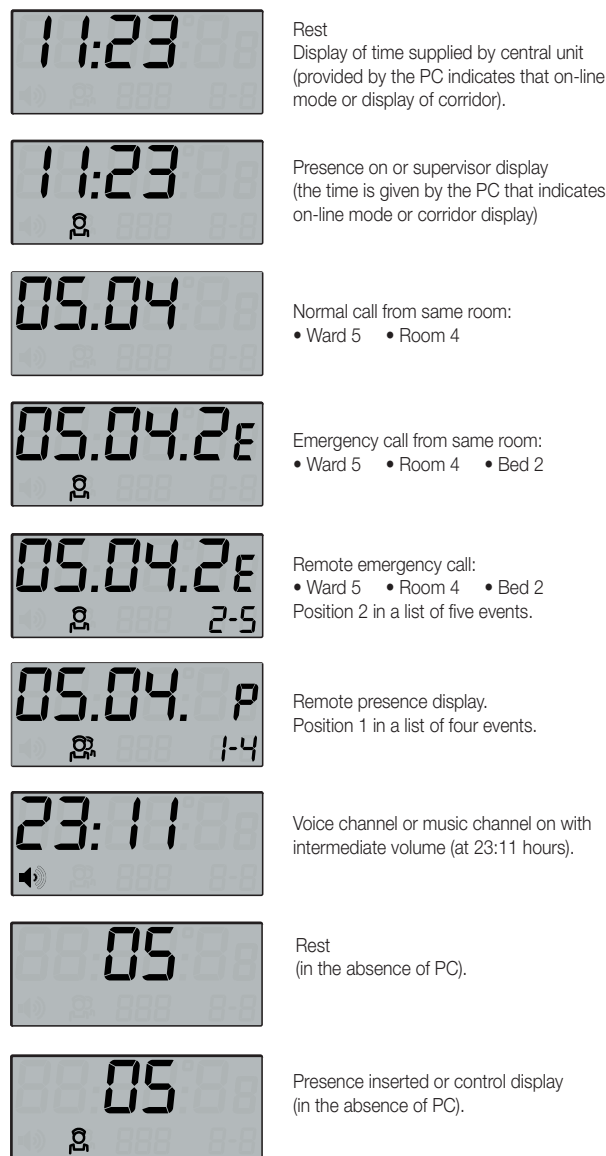 11:23
Rest
Display of time supplied by central unit
(provided by the PC indicates that on-line
mode or display of corridor).
11:23
Presence on or supervisor display
(the time is given by the PC that indicates
on-line mode or corridor display)
05.04
Normal call from same room:
• Ward 5 • Room 4
05.04.2E
Emergency call from same room:
• Ward 5 • Room 4 • Bed 2
05.04.2E
2-5
Remote emergency call:
• Ward 5 • Room 4 • Bed 2
Position 2 in a list of five events.
05.04. P
1-4
Remote presence display.
Position 1 in a list of four events.
23:11
Voice channel or music channel on with
intermediate volume (at 23:11 hours).
05
Rest
(in the absence of PC).
05
Presence inserted or control display
(in the absence of PC).